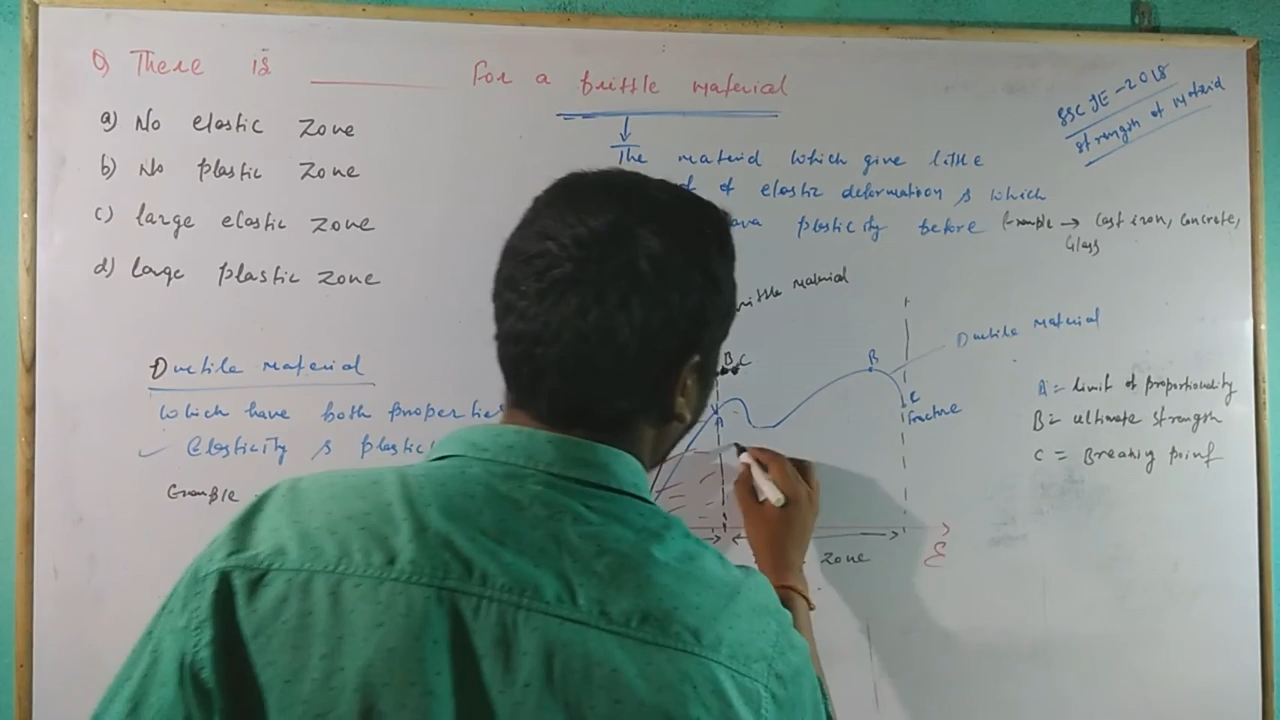 Q) There is ______ For a brittle material
a) No elastic zone
b) No plastic zone
c) large elastic zone
d) large plastic zone
SSC JE - 2018
strength of material
The material which give little
of elastic deformation & which
plasticity before
Example → Cast iron, Concrete,
Glass
material
B C
Ductile material
B
C
fracture
A
zone
ε
A = limit of proportionality
B = ultimate strength
C = Breaking point
Ductile material
Which have both properties
Elasticity & plastic